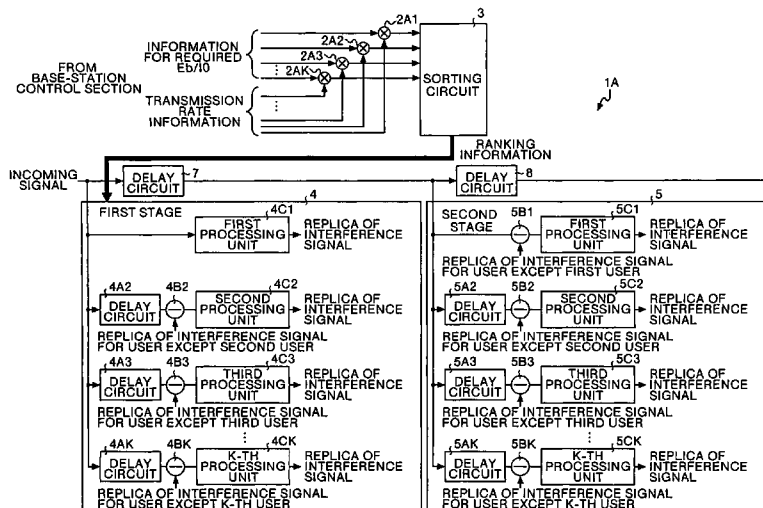 2A1
3
INFORMATION
FOR REQUIRED
Eb/I0
2A2
2A3
2AK
FROM
BASE-STATION
CONTROL SECTION
TRANSMISSION
RATE
INFORMATION
SORTING
CIRCUIT
1A
RANKING
INFORMATION
INCOMING
SIGNAL
DELAY
CIRCUIT
7
DELAY
CIRCUIT
8
4
FIRST STAGE
4C1
FIRST
PROCESSING
UNIT
REPLICA OF
INTERFERENCE
SIGNAL
4A2
DELAY
CIRCUIT
4B2
4C2
SECOND
PROCESSING
UNIT
REPLICA OF
INTERFERENCE
SIGNAL
REPLICA OF INTERFERENCE SIGNAL
FOR USER EXCEPT SECOND USER
4A3
DELAY
CIRCUIT
4B3
4C3
THIRD
PROCESSING
UNIT
REPLICA OF
INTERFERENCE
SIGNAL
REPLICA OF INTERFERENCE SIGNAL
FOR USER EXCEPT THIRD USER
4AK
DELAY
CIRCUIT
4BK
4CK
K-TH
PROCESSING
UNIT
REPLICA OF
INTERFERENCE
SIGNAL
REPLICA OF INTERFERENCE SIGNAL
FOR USER EXCEPT K-TH USER
5
SECOND
STAGE
5B1
5C1
FIRST
PROCESSING
UNIT
REPLICA OF
INTERFERENCE
SIGNAL
REPLICA OF INTERFERENCE SIGNAL
FOR USER EXCEPT FIRST USER
5A2
DELAY
CIRCUIT
5B2
5C2
SECOND
PROCESSING
UNIT
REPLICA OF
INTERFERENCE
SIGNAL
REPLICA OF INTERFERENCE SIGNAL
FOR USER EXCEPT SECOND USER
5A3
DELAY
CIRCUIT
5B3
5C3
THIRD
PROCESSING
UNIT
REPLICA OF
INTERFERENCE
SIGNAL
REPLICA OF INTERFERENCE SIGNAL
FOR USER EXCEPT THIRD USER
5AK
DELAY
CIRCUIT
5BK
5CK
K-TH
PROCESSING
UNIT
REPLICA OF
INTERFERENCE
SIGNAL
REPLICA OF INTERFERENCE SIGNAL
FOR USER EXCEPT K-TH USER